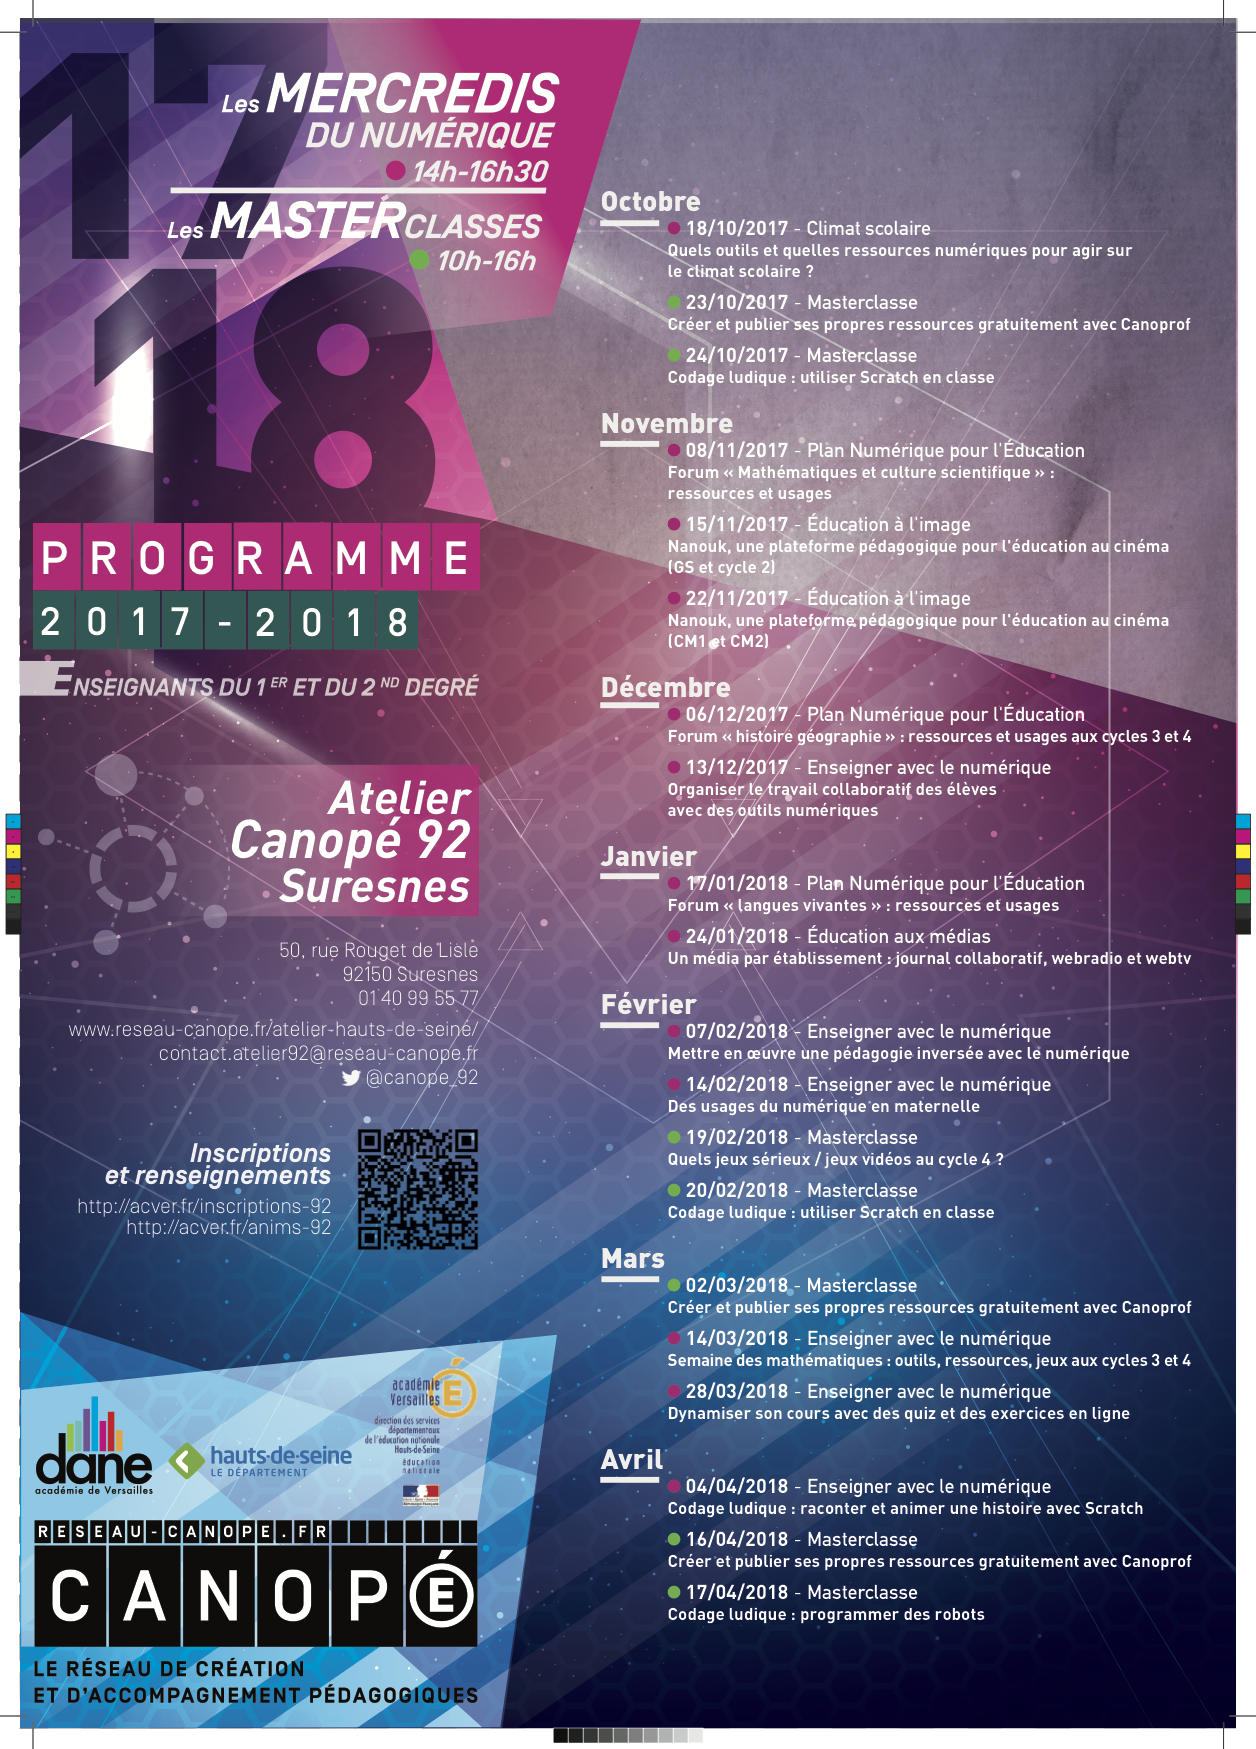 17
18
Les MERCREDIS
DU NUMÉRIQUE
14h-16h30
Les MASTERCLASSES
10h-16h
PROGRAMME
2017-2018
ENSEIGNANTS DU 1ER ET DU 2ND DEGRÉ
Atelier
Canopé 92
Suresnes
50, rue Rouget de Lisle
92150 Suresnes
01 40 99 55 77
www.reseau-canope.fr/atelier-hauts-de-seine/
contact.atelier92@reseau-canope.fr
@canope_92
Inscriptions
et renseignements
http://acver.fr/inscriptions-92
http://acver.fr/anims-92
Octobre
18/10/2017 - Climat scolaire
Quels outils et quelles ressources numériques pour agir sur
le climat scolaire ?
23/10/2017 - Masterclasse
Créer et publier ses propres ressources gratuitement avec Canoprof
24/10/2017 - Masterclasse
Codage ludique : utiliser Scratch en classe
Novembre
08/11/2017 - Plan Numérique pour l'Éducation
Forum « Mathématiques et culture scientifique » :
ressources et usages
15/11/2017 - Éducation à l'image
Nanouk, une plateforme pédagogique pour l'éducation au cinéma
(GS et cycle 2)
22/11/2017 - Éducation à l'image
Nanouk, une plateforme pédagogique pour l'éducation au cinéma
(CM1 et CM2)
Décembre
06/12/2017 - Plan Numérique pour l'Éducation
Forum « histoire géographie » : ressources et usages aux cycles 3 et 4
13/12/2017 - Enseigner avec le numérique
Organiser le travail collaboratif des élèves
avec des outils numériques
Janvier
17/01/2018 - Plan Numérique pour l'Éducation
Forum « langues vivantes » : ressources et usages
24/01/2018 - Éducation aux médias
Un média par établissement : journal collaboratif, webradio et webtv
Février
07/02/2018 - Enseigner avec le numérique
Mettre en œuvre une pédagogie inversée avec le numérique
14/02/2018 - Enseigner avec le numérique
Des usages du numérique en maternelle
19/02/2018 - Masterclasse
Quels jeux sérieux / jeux vidéos au cycle 4 ?
20/02/2018 - Masterclasse
Codage ludique : utiliser Scratch en classe
Mars
02/03/2018 - Masterclasse
Créer et publier ses propres ressources gratuitement avec Canoprof
14/03/2018 - Enseigner avec le numérique
Semaine des mathématiques : outils, ressources, jeux aux cycles 3 et 4
28/03/2018 - Enseigner avec le numérique
Dynamiser son cours avec des quiz et des exercices en ligne
Avril
04/04/2018 - Enseigner avec le numérique
Codage ludique : raconter et animer une histoire avec Scratch
16/04/2018 - Masterclasse
Créer et publier ses propres ressources gratuitement avec Canoprof
17/04/2018 - Masterclasse
Codage ludique : programmer des robots
dane
académie de Versailles
hauts-de-seine
LE DÉPARTEMENT
académie
Versailles
direction des services
départementaux
de l'éducation nationale
Hauts-de-Seine
éducation
nationale
RESEAU-CANOPE.FR
CANOPÉ
LE RÉSEAU DE CRÉATION
ET D'ACCOMPAGNEMENT PÉDAGOGIQUES